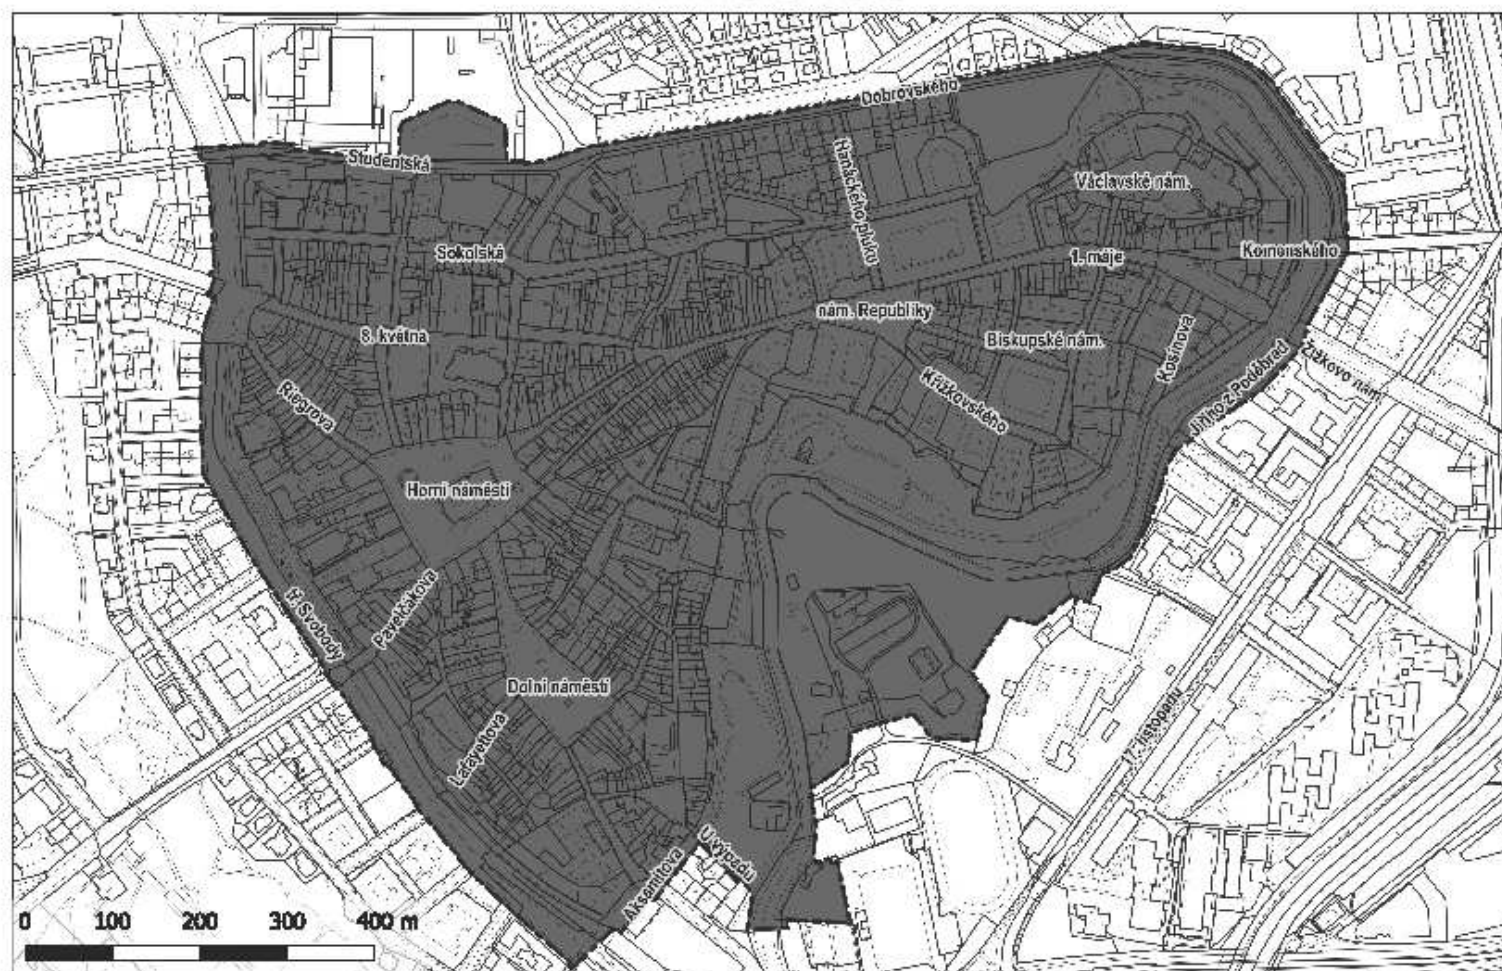 Dobrovského
Studentská
Hanáckého pluku
Václavské nám.
Sokolská
1. máje
Komenského
nám. Republiky
8. května
Biskupské nám.
Kosinova
Žižkovo nám.
Křížkovského
Jiřího z Poděbrad
Riegrova
Horní náměstí
tř. Svobody
Pavelčákova
Dolní náměstí
Lafayetova
17. listopadu
U výpadu
Aksamitova
0 100 200 300 400 m